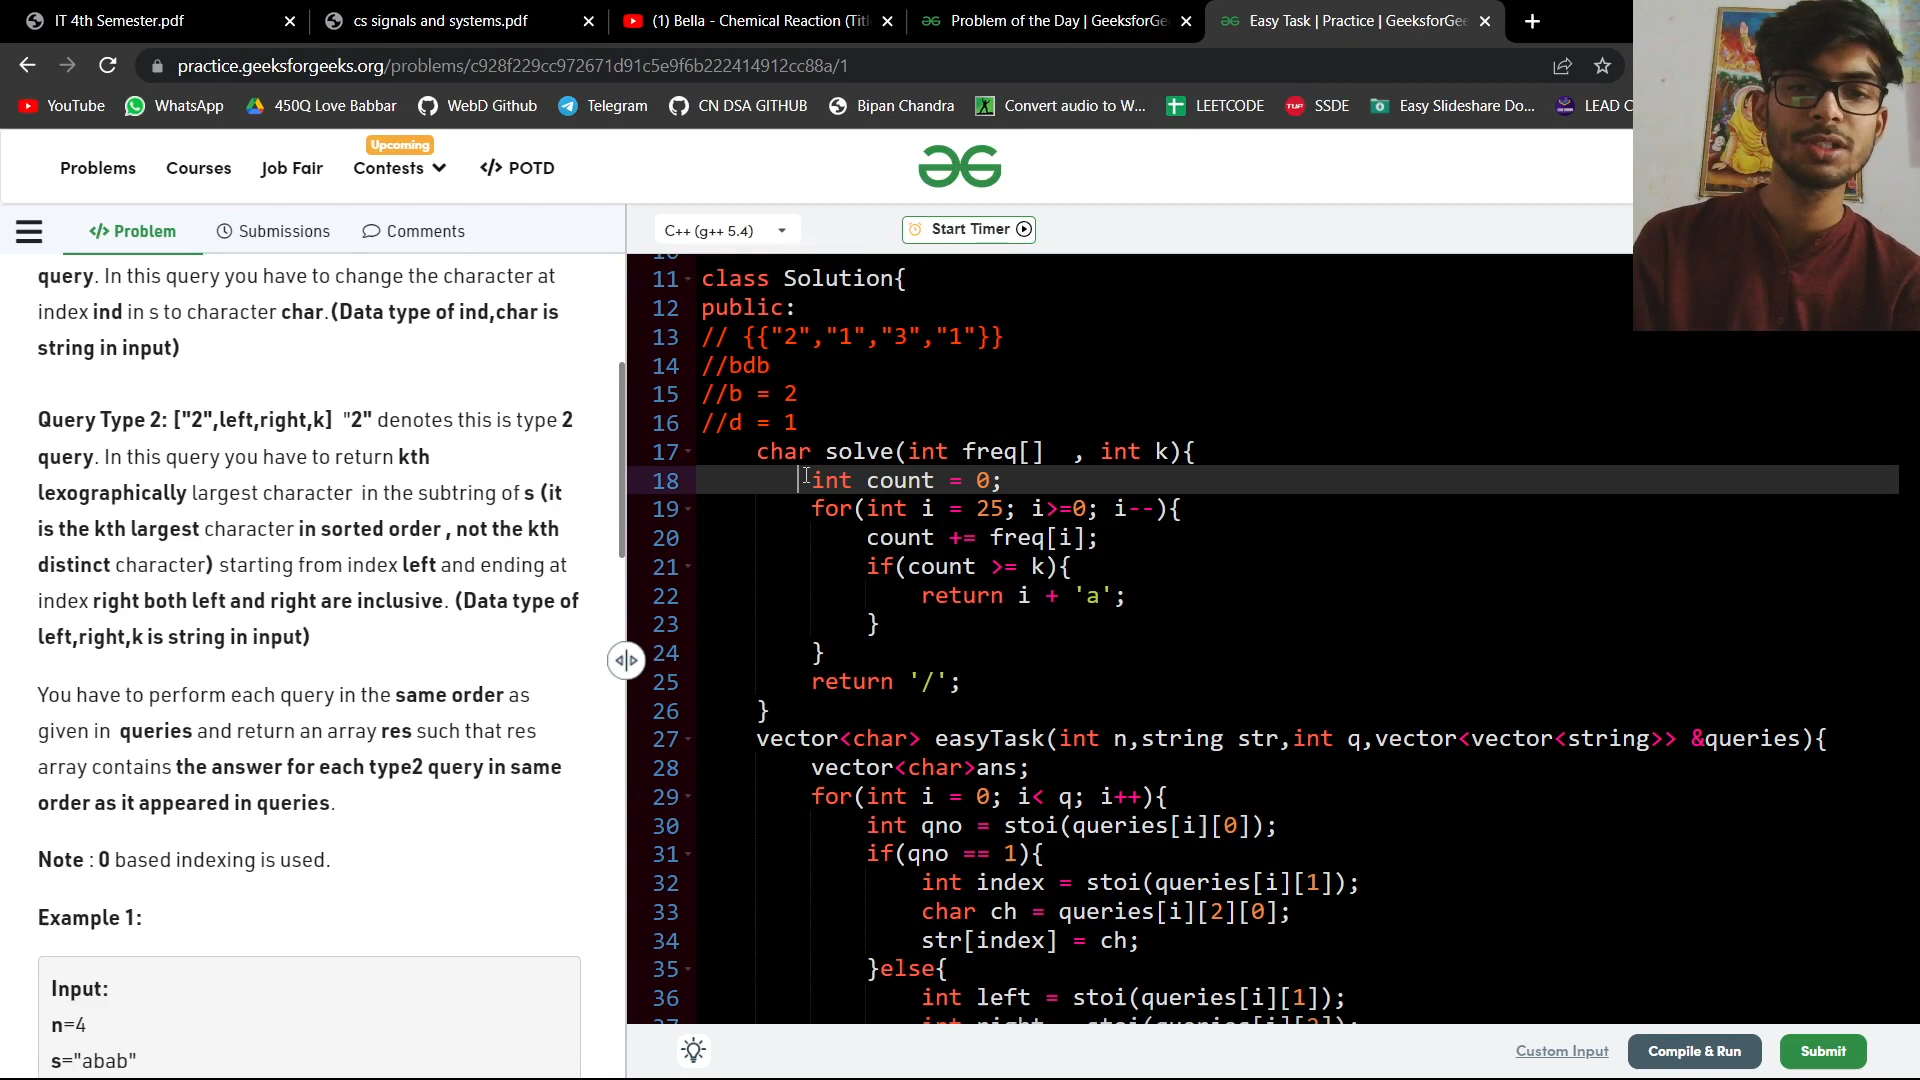 IT 4th Semester.pdf
cs signals and systems.pdf
(1) Bella - Chemical Reaction (Titl
Problem of the Day | GeeksforGe
Easy Task | Practice | GeeksforGee
practice.geeksforgeeks.org/problems/c928f229cc972671d91c5e9f6b222414912cc88a/1
YouTube
WhatsApp
450Q Love Babbar
WebD Github
Telegram
CN DSA GITHUB
Bipan Chandra
Convert audio to W...
LEETCODE
SSDE
Easy Slideshare Do...
LEAD C
Problems
Courses
Job Fair
Upcoming
Contests
</> POTD
</> Problem
Submissions
Comments
C++ (g++ 5.4)
Start Timer
query. In this query you have to change the character at
index ind in s to character char.(Data type of ind,char is
string in input)
Query Type 2: ["2",left,right,k] "2" denotes this is type 2
query. In this query you have to return kth
lexographically largest character in the subtring of s (it
is the kth largest character in sorted order , not the kth
distinct character) starting from index left and ending at
index right both left and right are inclusive. (Data type of
left,right,k is string in input)
You have to perform each query in the same order as
given in queries and return an array res such that res
array contains the answer for each type2 query in same
order as it appeared in queries.
Note : 0 based indexing is used.
Example 1:
Input:
n=4
s="abab"
11 class Solution{
12 public:
13 // {{"2","1","3","1"}}
14 //bdb
15 //b = 2
16 //d = 1
17 char solve(int freq[] , int k){
18 int count = 0;
19 for(int i = 25; i>=0; i--){
20 count += freq[i];
21 if(count >= k){
22 return i + 'a';
23 }
24 }
25 return '/';
26 }
27 vector<char> easyTask(int n,string str,int q,vector<vector<string>> &queries){
28 vector<char>ans;
29 for(int i = 0; i< q; i++){
30 int qno = stoi(queries[i][0]);
31 if(qno == 1){
32 int index = stoi(queries[i][1]);
33 char ch = queries[i][2][0];
34 str[index] = ch;
35 }else{
36 int left = stoi(queries[i][1]);
Custom Input
Compile & Run
Submit